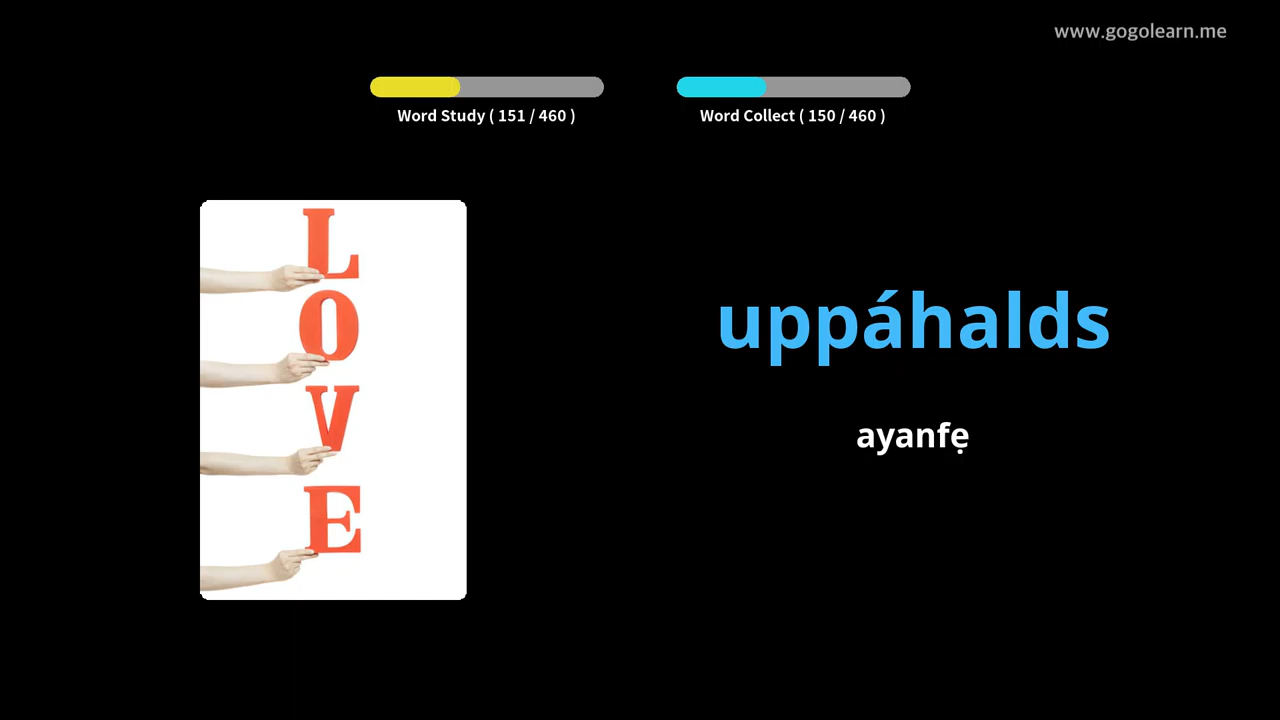 www.gogolearn.me
Word Study ( 151 / 460 )
Word Collect ( 150 / 460 )
L
O
V
E
uppáhalds
ayanfẹ